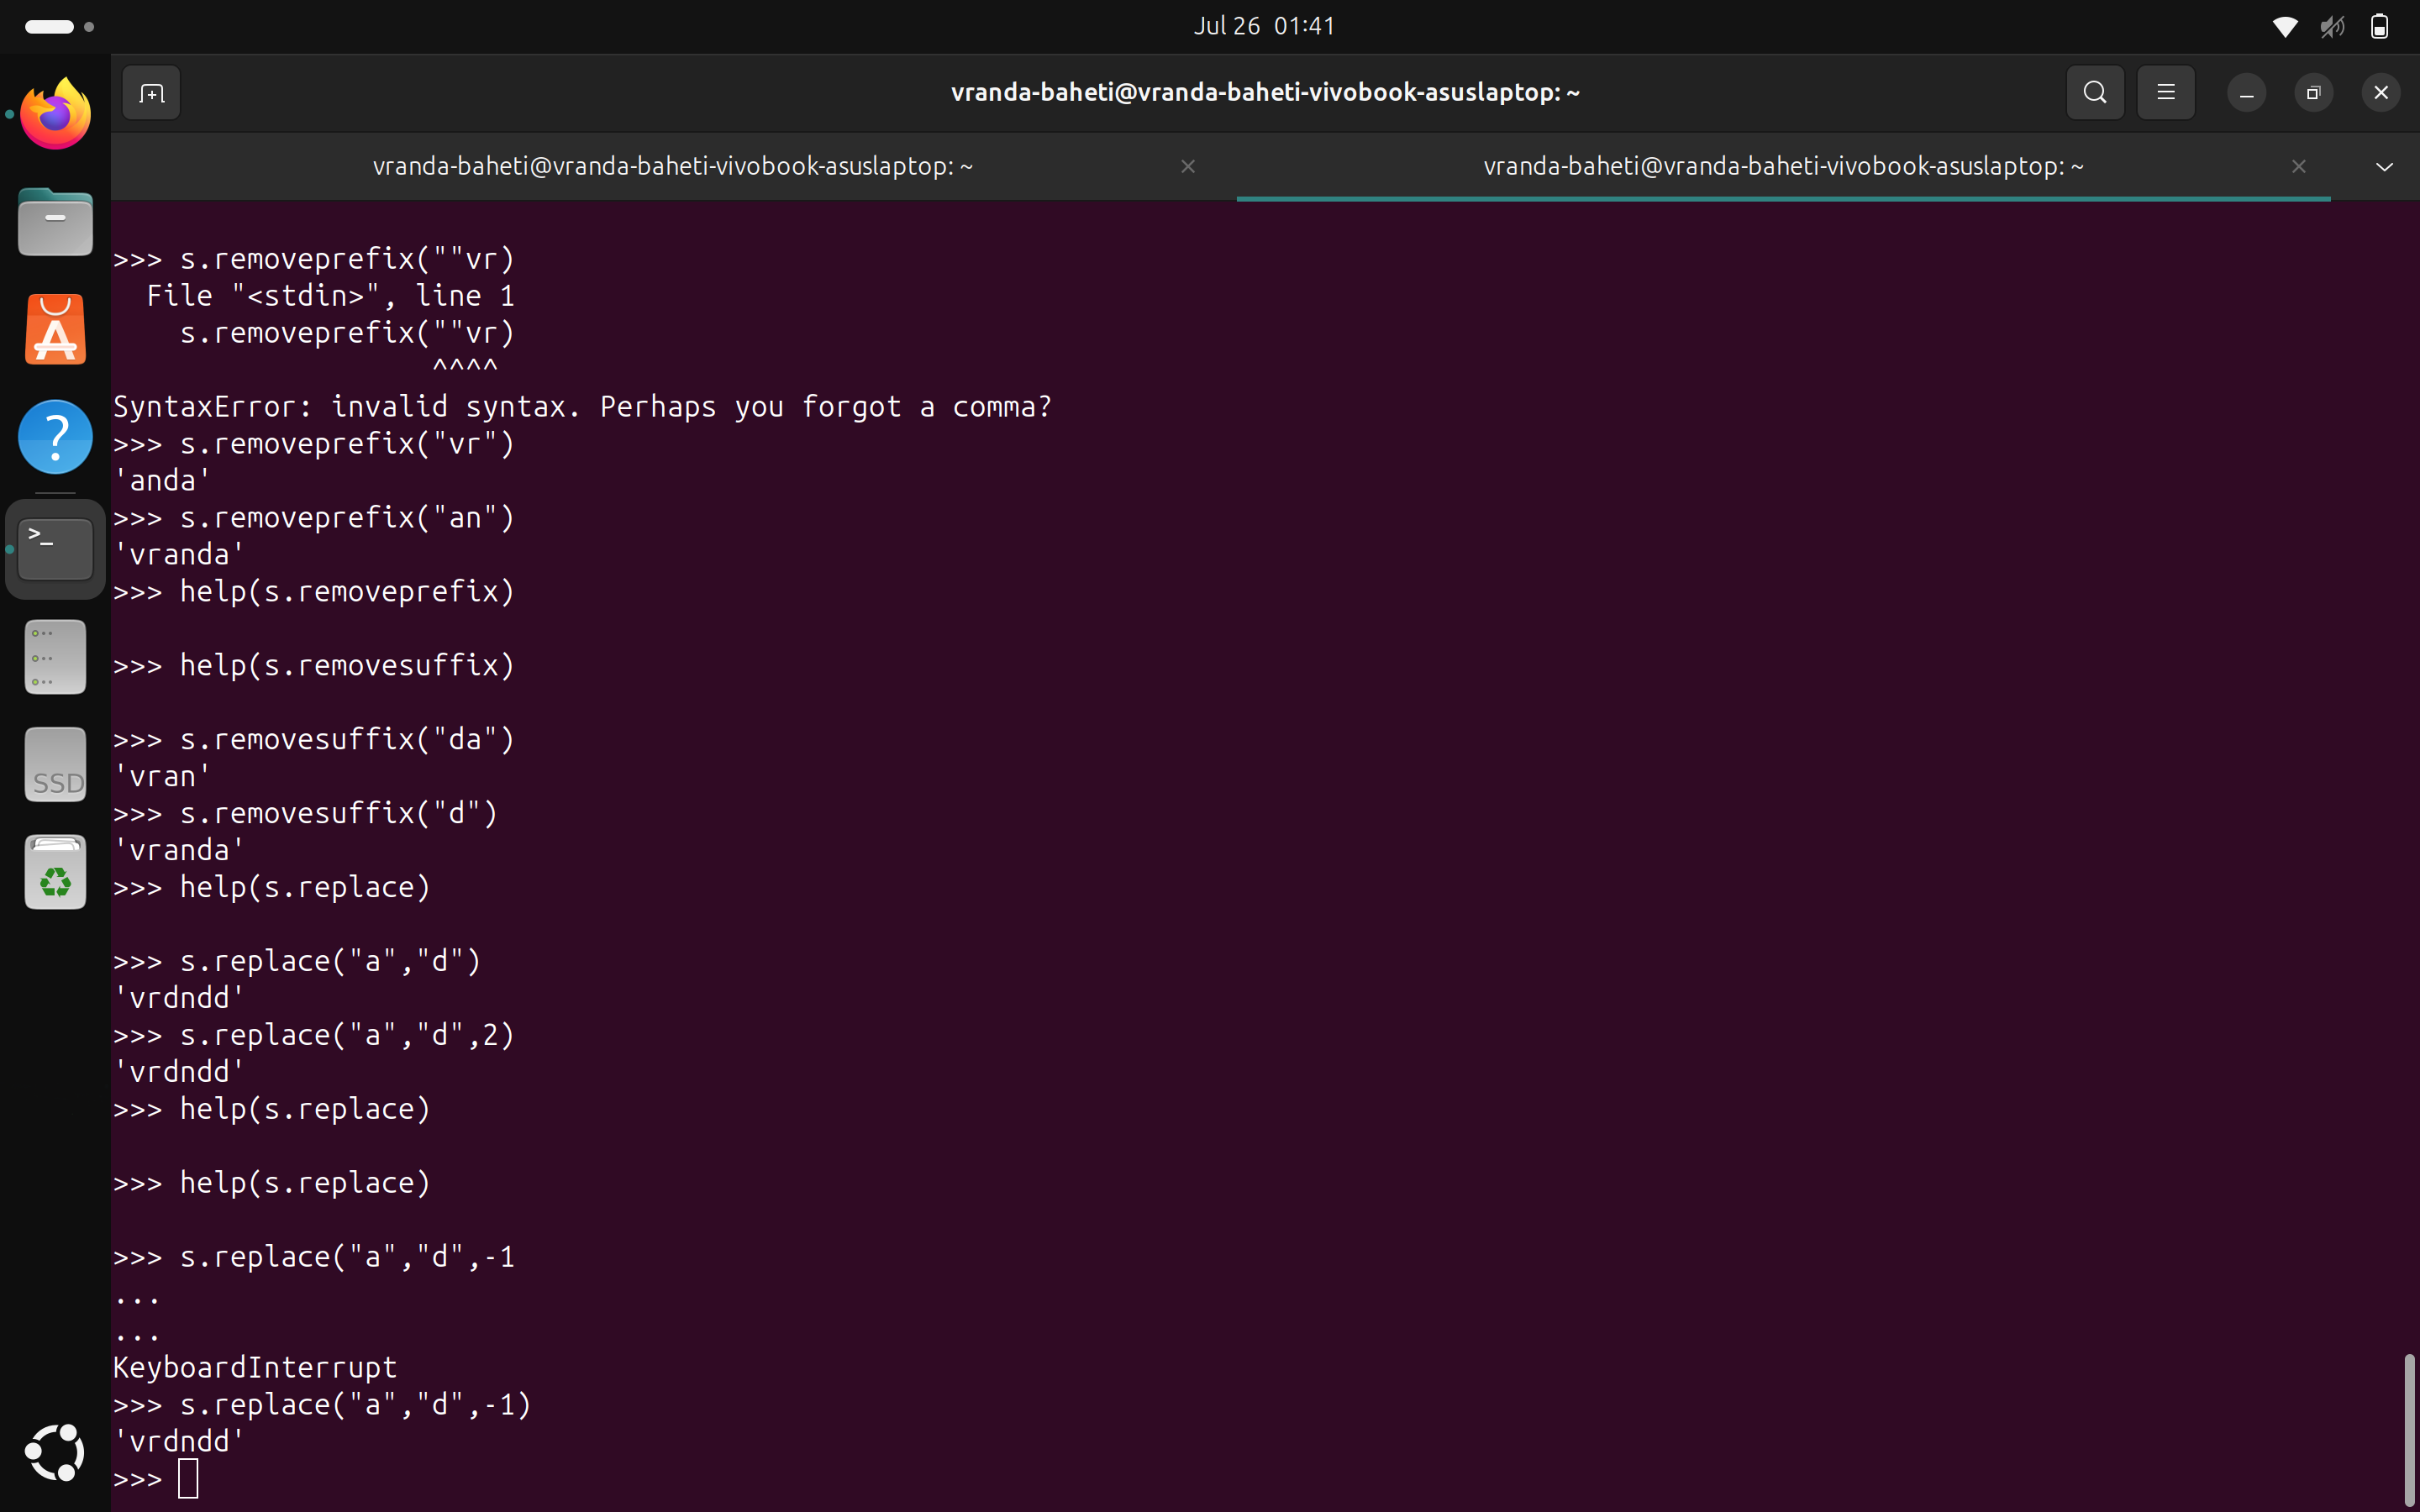 Jul 26 01:41
vranda-baheti@vranda-baheti-vivobook-asuslaptop: ~
vranda-baheti@vranda-baheti-vivobook-asuslaptop: ~
vranda-baheti@vranda-baheti-vivobook-asuslaptop: ~
>>> s.removeprefix(""vr)
  File "<stdin>", line 1
    s.removeprefix(""vr)
                   ^^^^
SyntaxError: invalid syntax. Perhaps you forgot a comma?
>>> s.removeprefix("vr")
'anda'
>>> s.removeprefix("an")
'vranda'
>>> help(s.removeprefix)
>>> help(s.removesuffix)
>>> s.removesuffix("da")
'vran'
>>> s.removesuffix("d")
'vranda'
>>> help(s.replace)
>>> s.replace("a","d")
'vrdndd'
>>> s.replace("a","d",2)
'vrdndd'
>>> help(s.replace)
>>> help(s.replace)
>>> s.replace("a","d",-1
...
...
KeyboardInterrupt
>>> s.replace("a","d",-1)
'vrdndd'
>>>
SSD